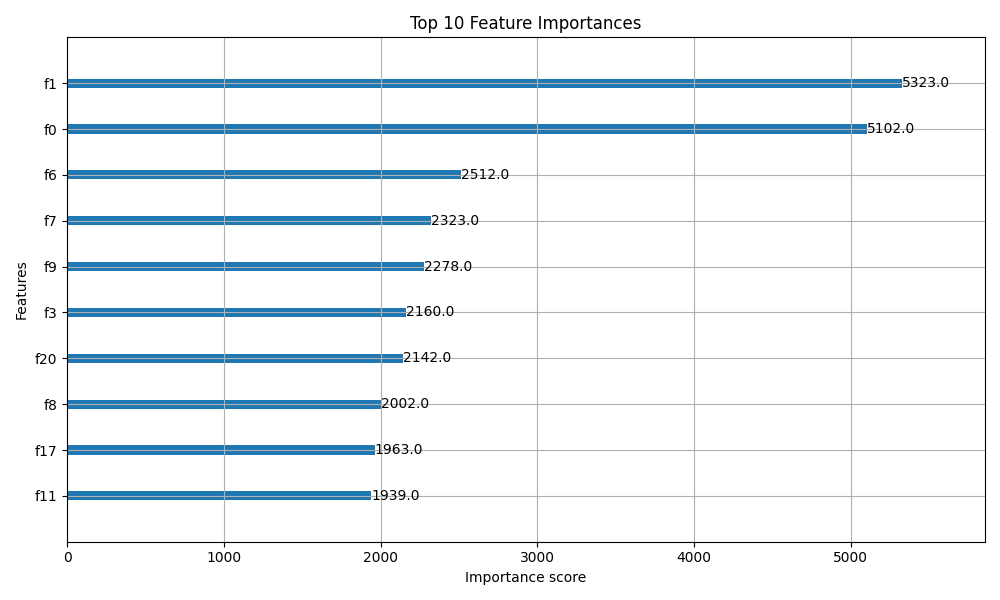 Top 10 Feature Importances
f1 5323.0
f0 5102.0
f6 2512.0
f7 2323.0
f9 2278.0
f3 2160.0
f20 2142.0
f8 2002.0
f17 1963.0
f11 1939.0
Features
0 1000 2000 3000 4000 5000
Importance score